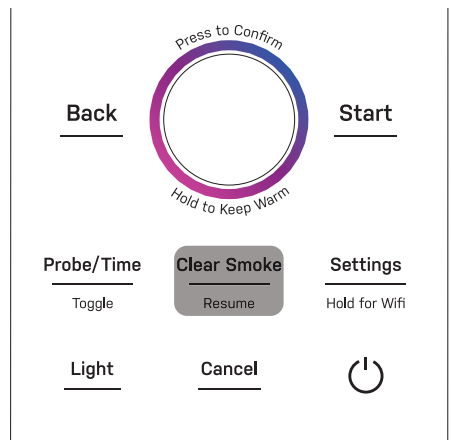 Press to Confirm
Back
Start
Hold to Keep Warm
Probe/Time
Toggle
Clear Smoke
Resume
Settings
Hold for Wifi
Light
Cancel